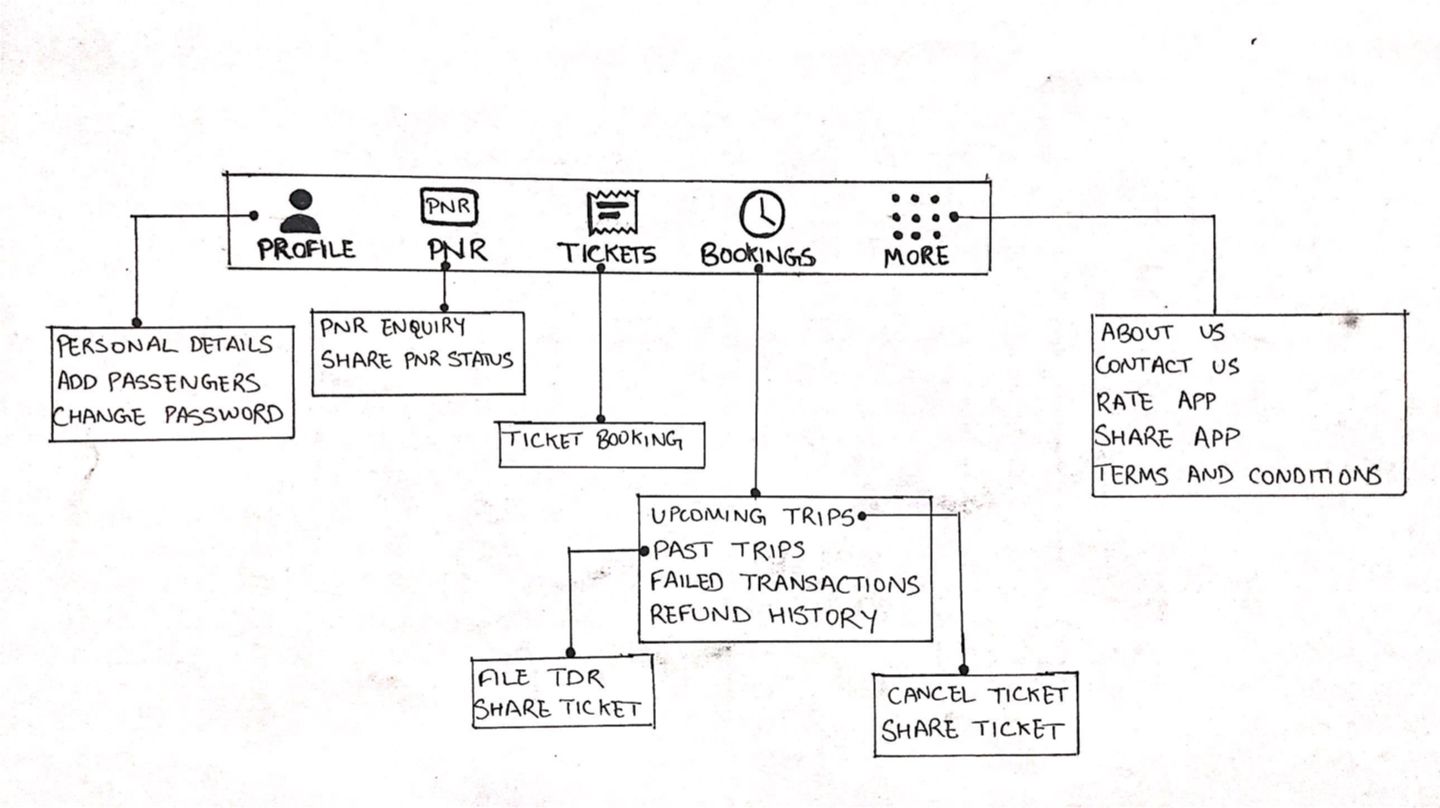 PNR
PROFILE
PNR
TICKETS
BOOKINGS
MORE
PERSONAL DETAILS
ADD PASSENGERS
CHANGE PASSWORD
PNR ENQUIRY
SHARE PNR STATUS
TICKET BOOKING
UPCOMING TRIPS
PAST TRIPS
FAILED TRANSACTIONS
REFUND HISTORY
FILE TDR
SHARE TICKET
CANCEL TICKET
SHARE TICKET
ABOUT US
CONTACT US
RATE APP
SHARE APP
TERMS AND CONDITIONS